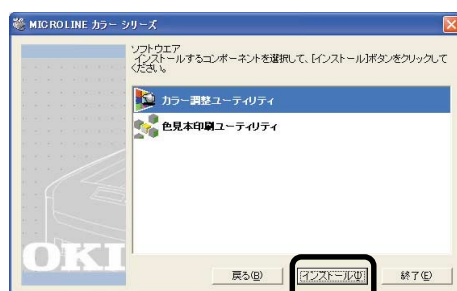 MICROLINE カラー シリーズ
ソフトウエア
インストールするコンポーネントを選択して、[インストール]ボタンをクリックして
ください。
カラー調整ユーティリティ
色見本印刷ユーティリティ
OKI
戻る(B)
インストール(I)
終了(E)